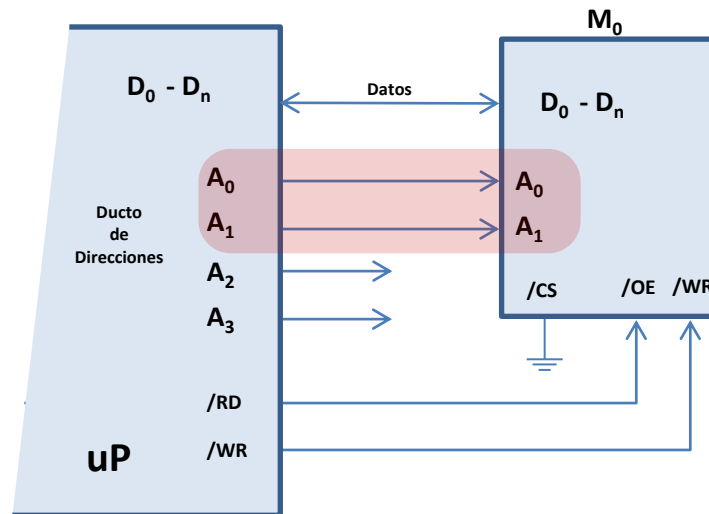 M₀
D₀ - Dₙ
Datos
D₀ - Dₙ
A₀
A₀
Ducto
de
Direcciones
A₁
A₁
A₂
A₃
/CS
/OE
/WR
/RD
/WR
uP